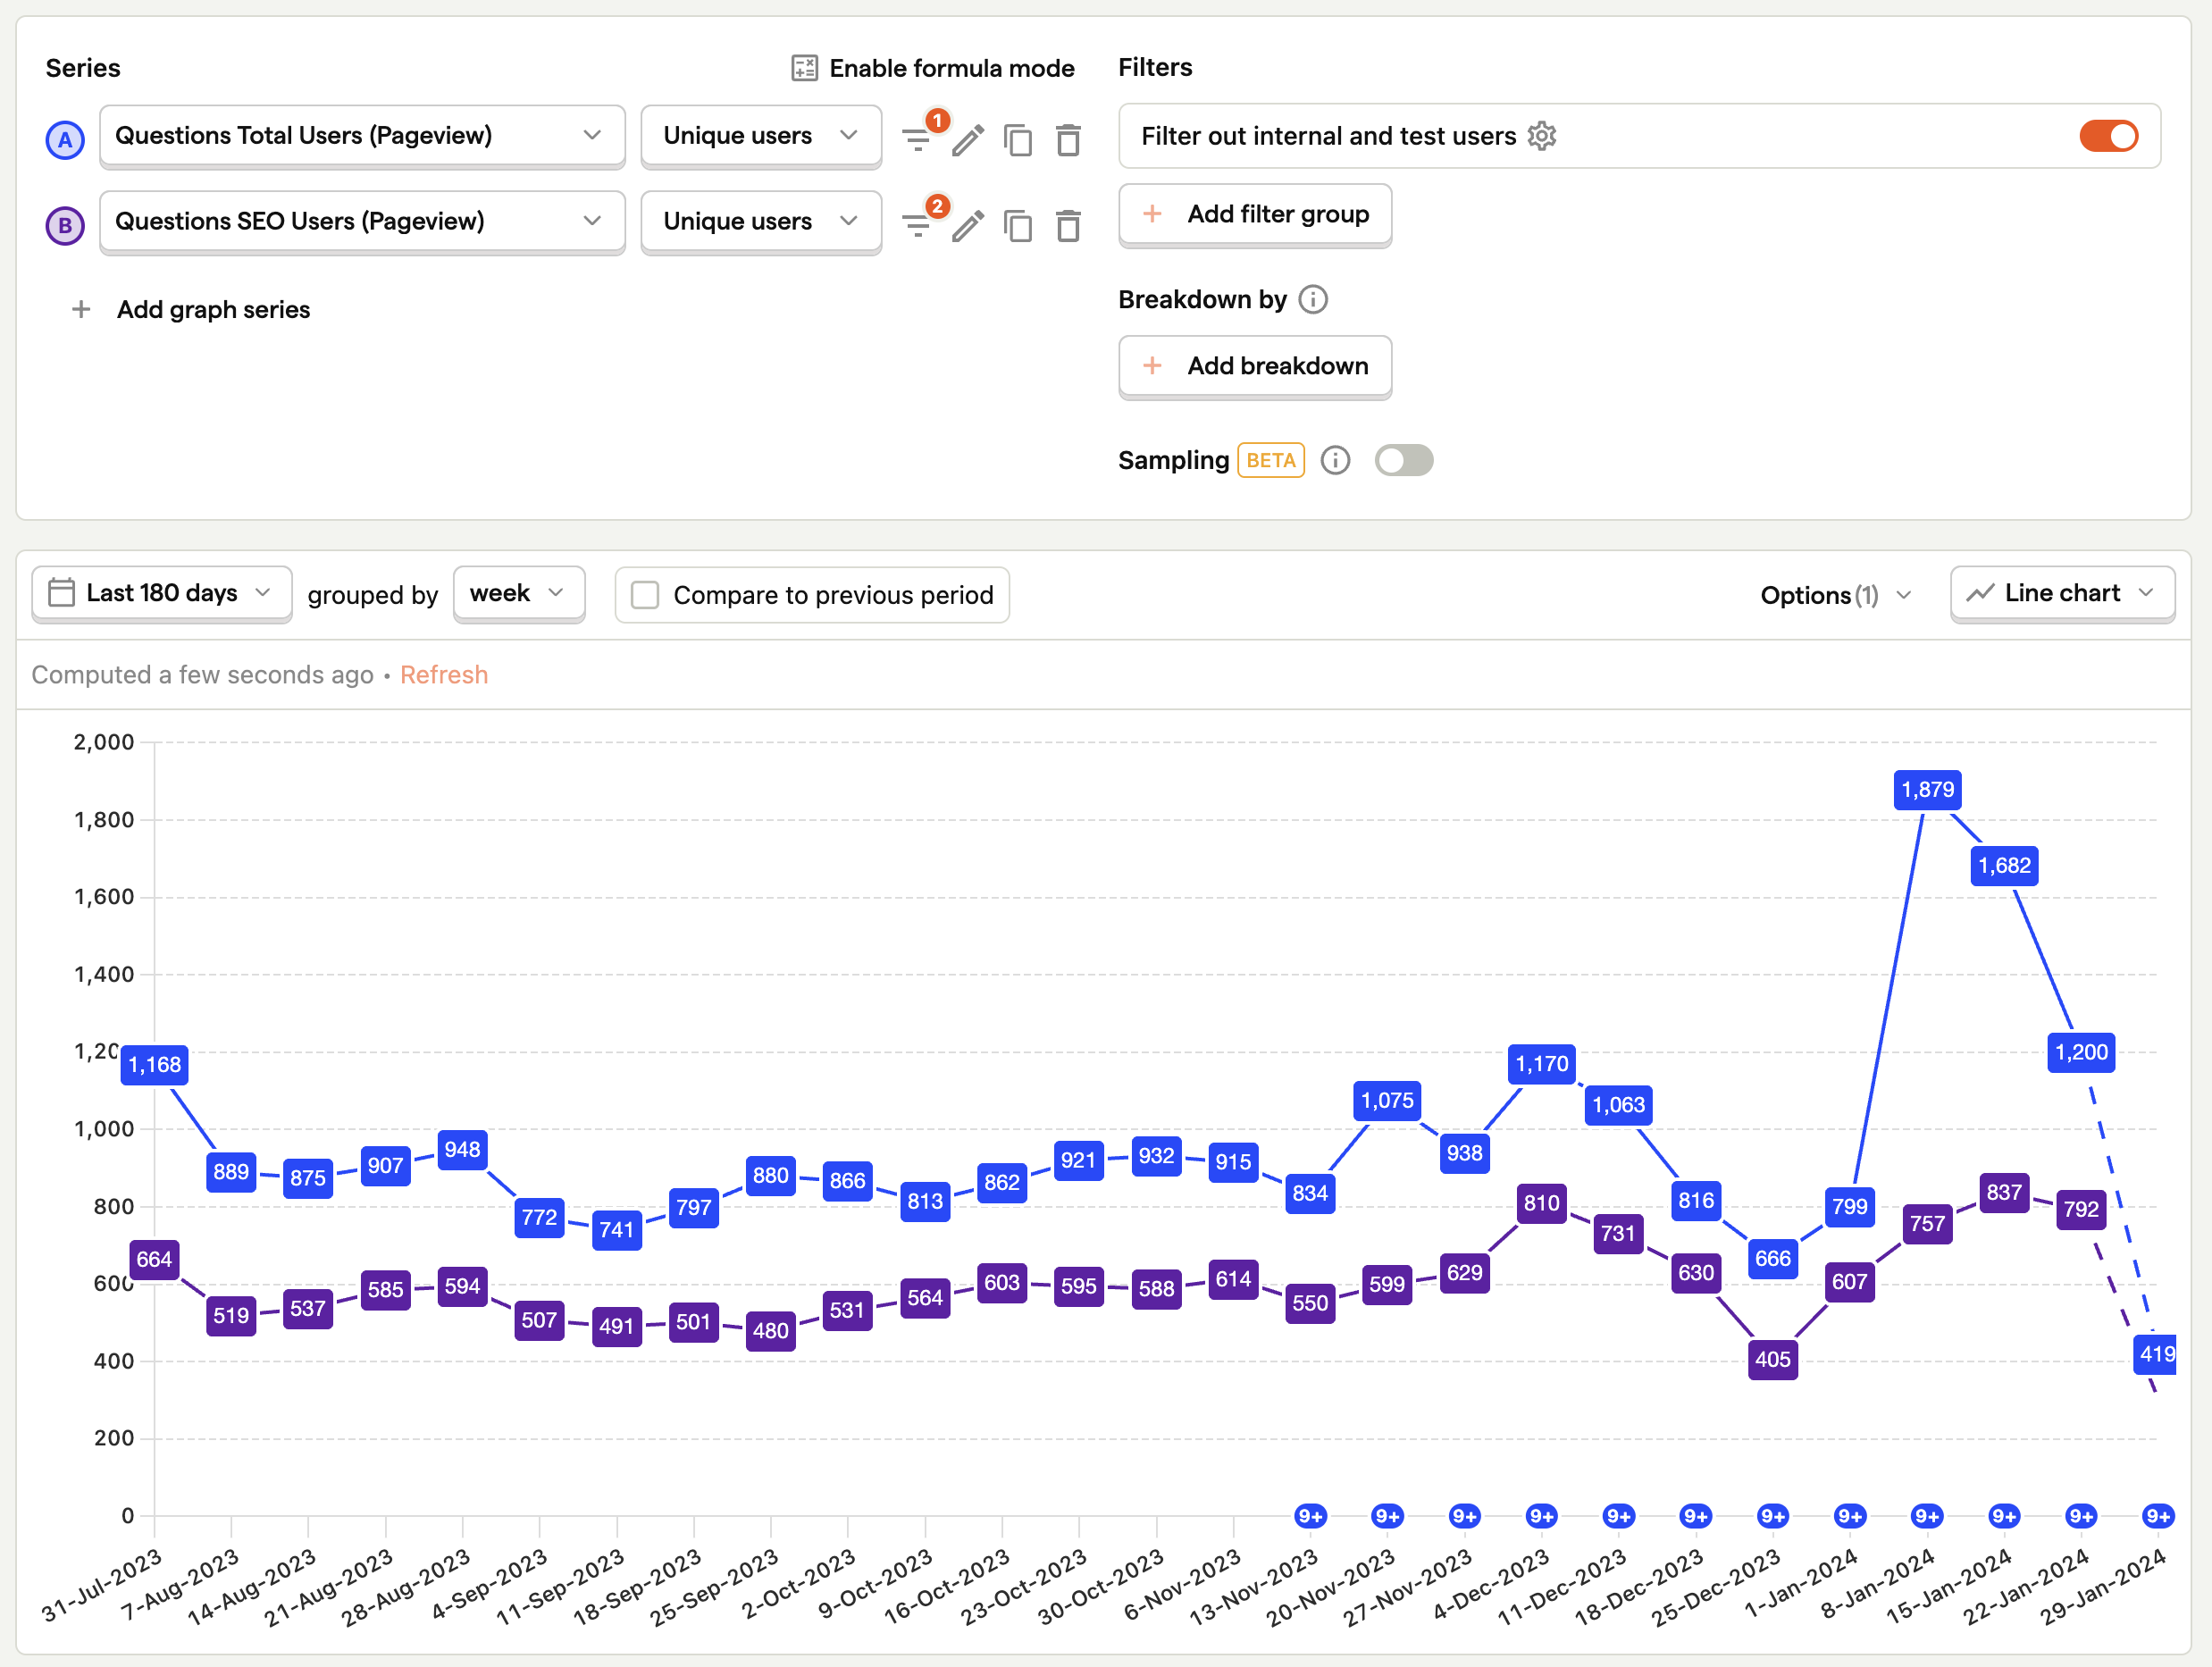 Series
Enable formula mode
A Questions Total Users (Pageview) Unique users 1
B Questions SEO Users (Pageview) Unique users 2
+ Add graph series
Filters
Filter out internal and test users
+ Add filter group
Breakdown by
+ Add breakdown
Sampling BETA
Last 180 days grouped by week Compare to previous period Options (1) Line chart
Computed a few seconds ago • Refresh
2,000
1,800
1,600
1,400
1,20
1,000
800
600
400
200
0
1,168 889 875 907 948 772 741 797 880 866 813 862 921 932 915 834 1,075 938 1,170 1,063 816 666 799 1,879 1,682 1,200 419
664 519 537 585 594 507 491 501 480 531 564 603 595 588 614 550 599 629 810 731 630 405 607 757 837 792
9+ 9+ 9+ 9+ 9+ 9+ 9+ 9+ 9+ 9+ 9+ 9+
31-Jul-2023 7-Aug-2023 14-Aug-2023 21-Aug-2023 28-Aug-2023 4-Sep-2023 11-Sep-2023 18-Sep-2023 25-Sep-2023 2-Oct-2023 9-Oct-2023 16-Oct-2023 23-Oct-2023 30-Oct-2023 6-Nov-2023 13-Nov-2023 20-Nov-2023 27-Nov-2023 4-Dec-2023 11-Dec-2023 18-Dec-2023 25-Dec-2023 1-Jan-2024 8-Jan-2024 15-Jan-2024 22-Jan-2024 29-Jan-2024